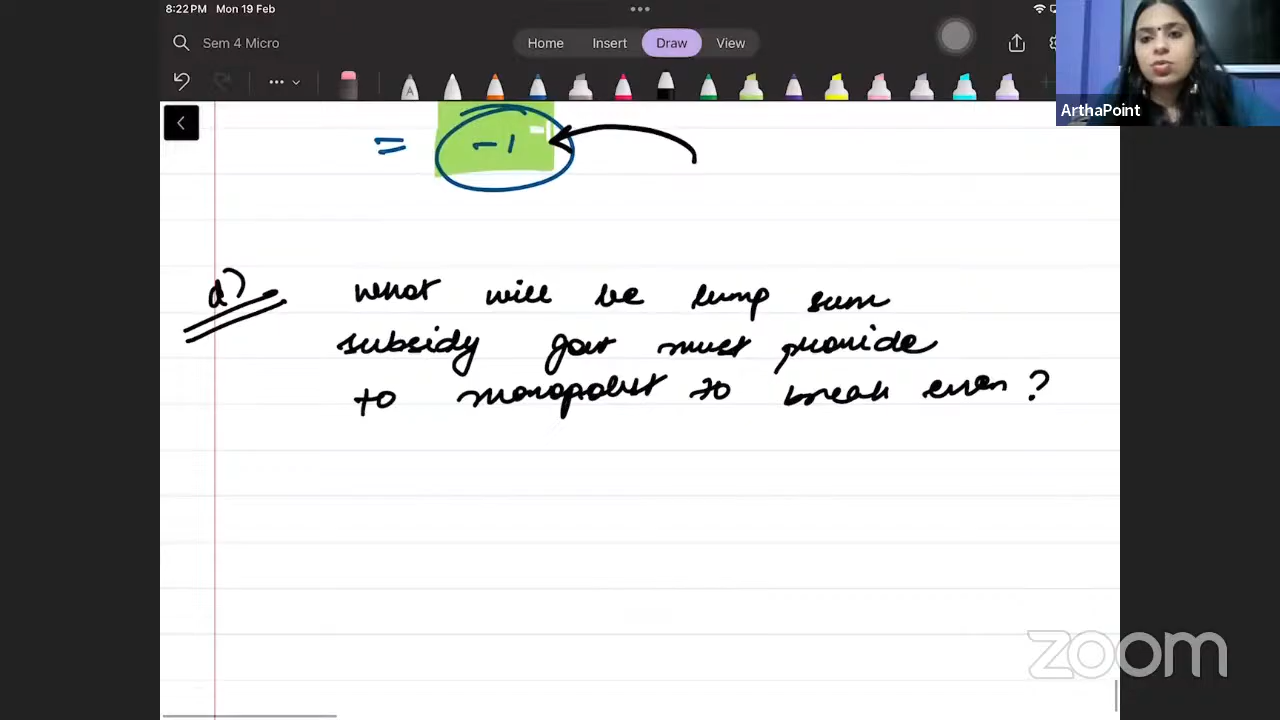 8:22 PM Mon 19 Feb
Sem 4 Micro
Home Insert Draw View
ArthaPoint
= -1
d) What will be lump sum
subsidy govt must provide
to monopolist to break even?
zoom